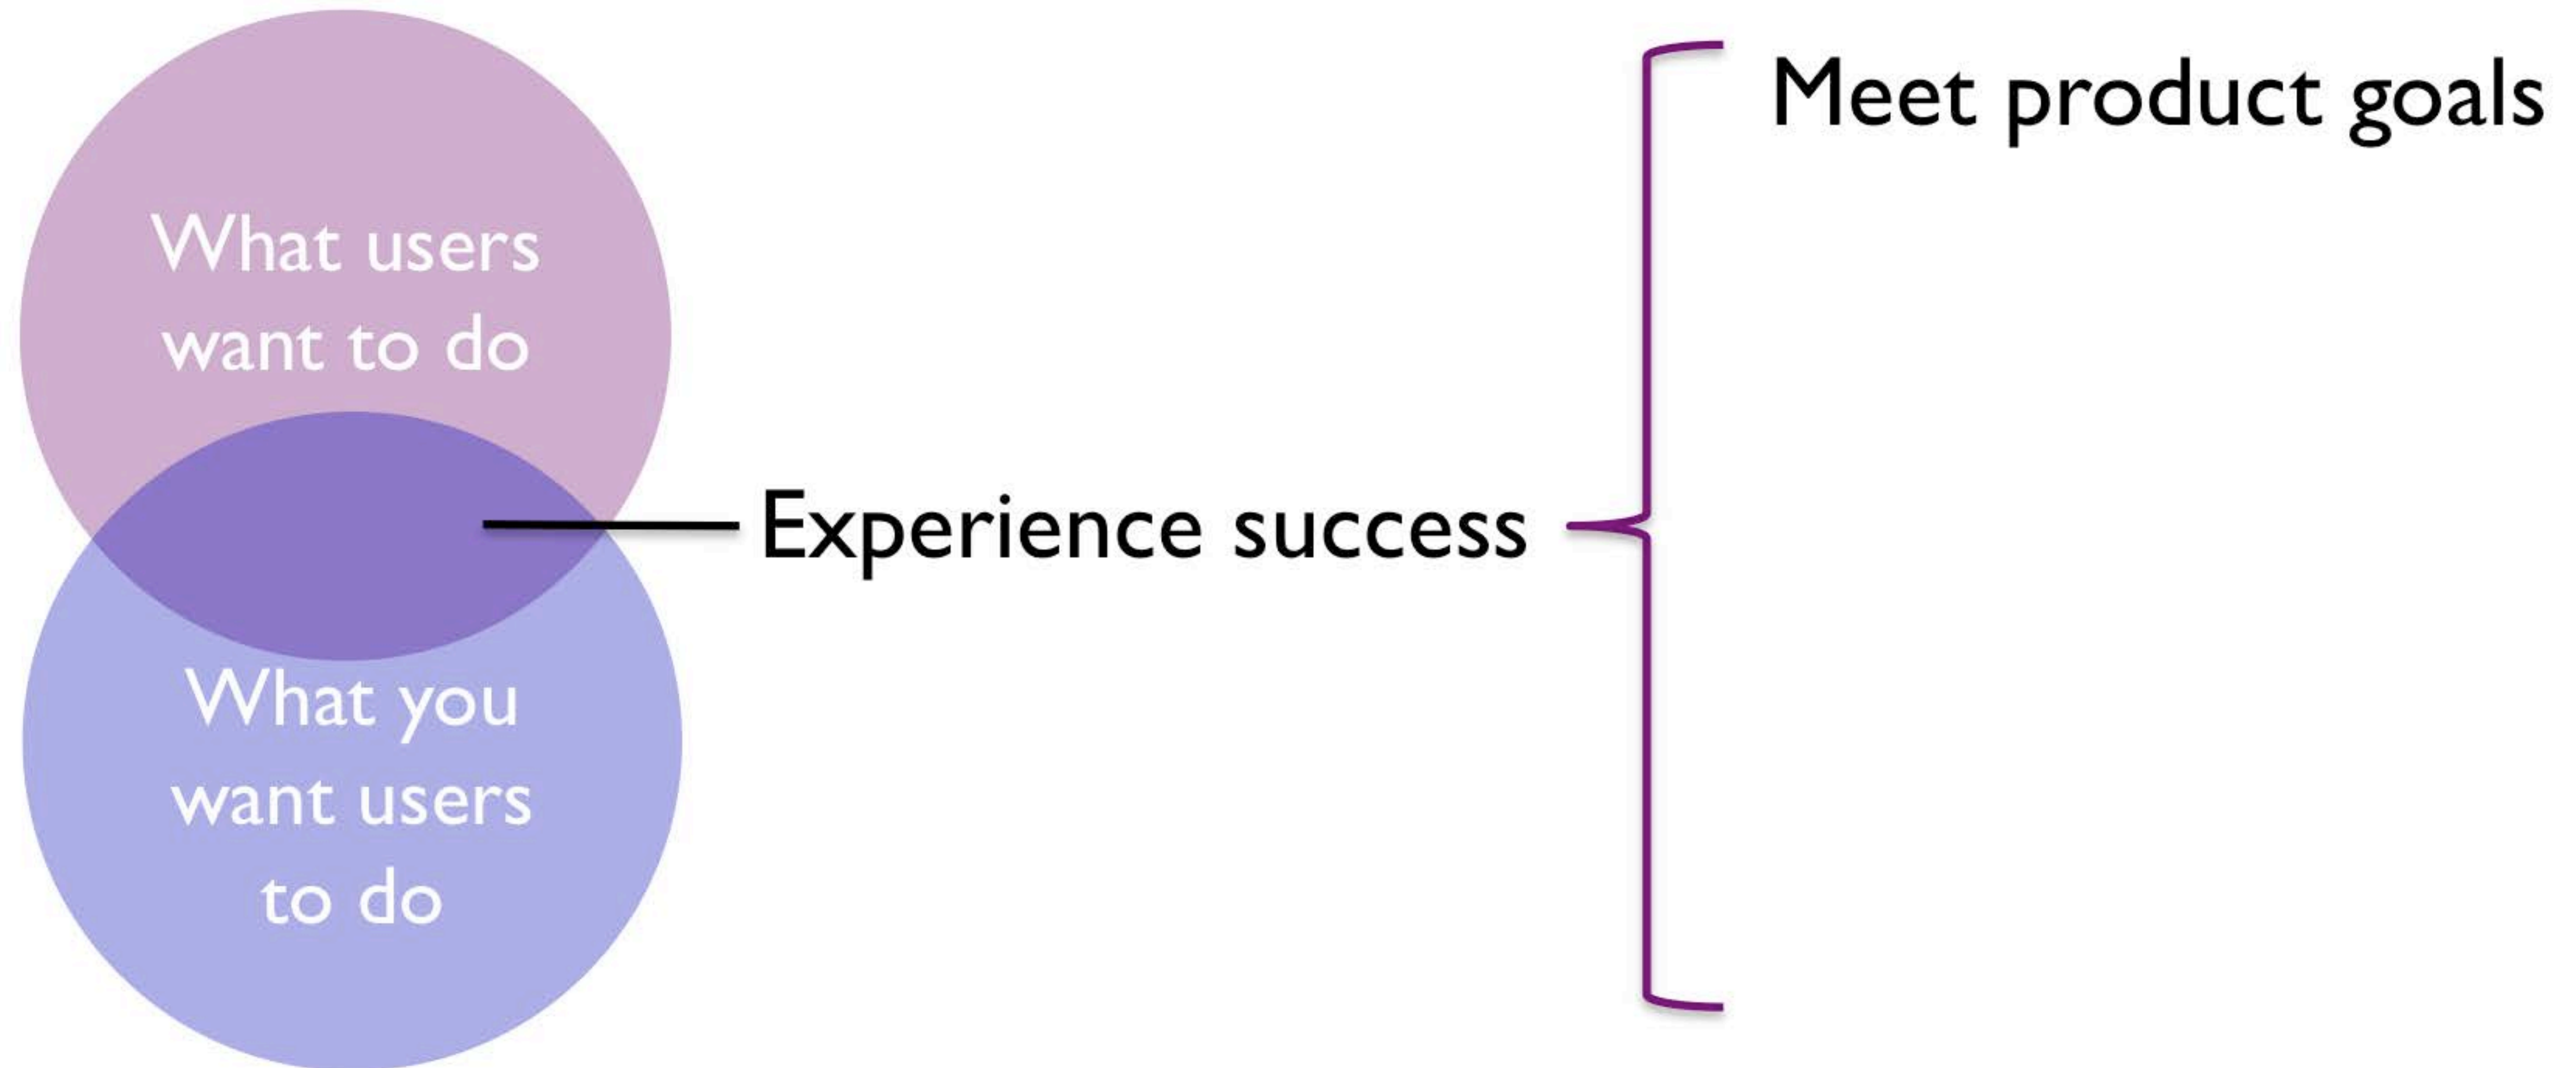 What users
want to do
What you
want users
to do
Experience success
Meet product goals